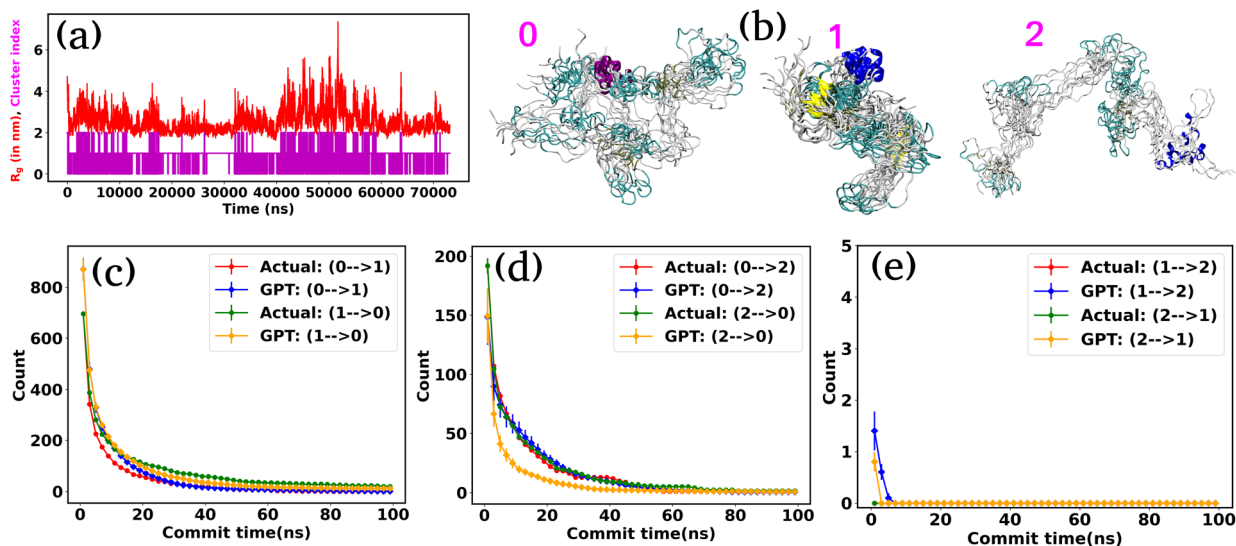 (a)
R_g (in nm), Cluster index
6
4
2
0
0 10000 20000 30000 40000 50000 60000 70000
Time (ns)
0
(b)
1
2
(c)
Actual: (0-->1)
GPT: (0-->1)
Actual: (1-->0)
GPT: (1-->0)
Count
800
600
400
200
0
0 20 40 60 80 100
Commit time(ns)
(d)
Actual: (0-->2)
GPT: (0-->2)
Actual: (2-->0)
GPT: (2-->0)
Count
200
150
100
50
0
0 20 40 60 80 100
Commit time(ns)
(e)
Actual: (1-->2)
GPT: (1-->2)
Actual: (2-->1)
GPT: (2-->1)
Count
5
4
3
2
1
0
0 20 40 60 80 100
Commit time(ns)